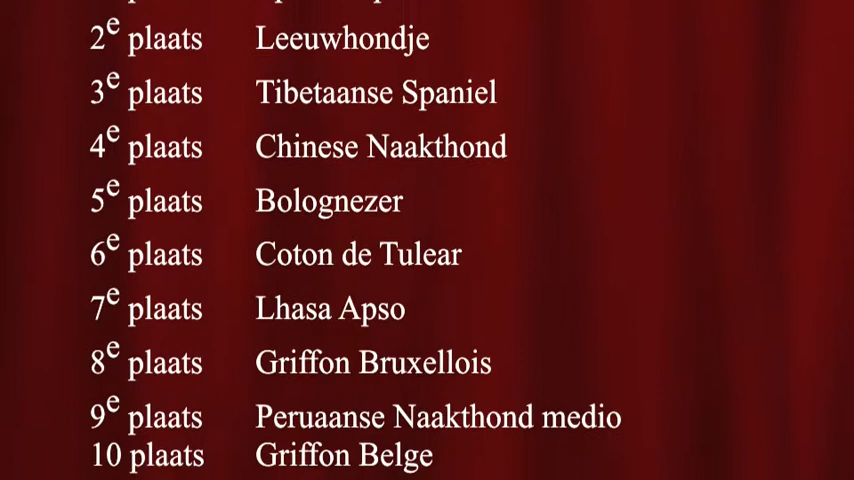 2e plaats Leeuwhondje
3e plaats Tibetaanse Spaniel
4e plaats Chinese Naakthond
5e plaats Bolognezer
6e plaats Coton de Tulear
7e plaats Lhasa Apso
8e plaats Griffon Bruxellois
9e plaats Peruaanse Naakthond medio
10 plaats Griffon Belge